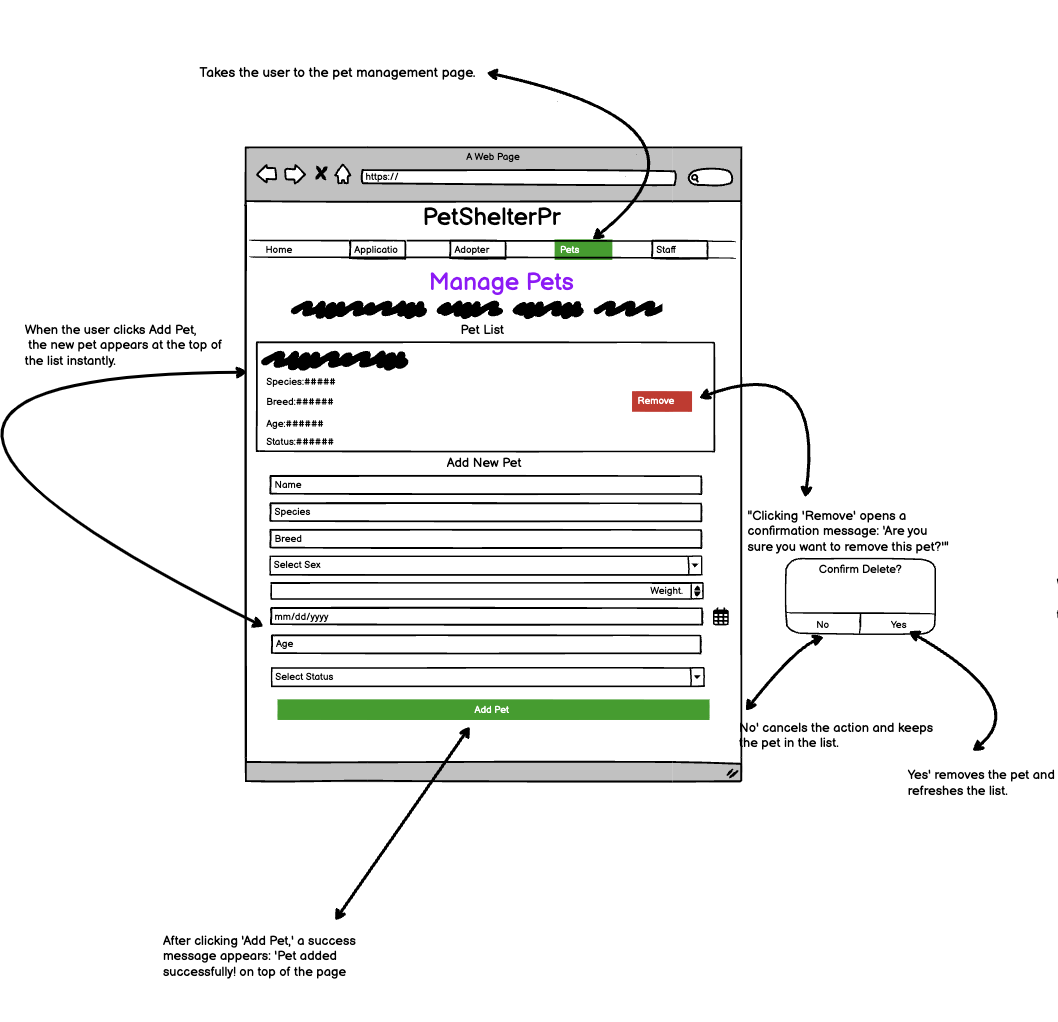 Takes the user to the pet management page.
A Web Page
https://
PetShelterPr
Home
Applicatio
Adopter
Pets
Staff
Manage Pets
Pet List
When the user clicks Add Pet,
the new pet appears at the top of
the list instantly.
Species:#####
Breed:######
Age:######
Status:######
Remove
Add New Pet
Name
Species
Breed
Select Sex
Weight.
mm/dd/yyyy
Age
Select Status
Add Pet
"Clicking 'Remove' opens a
confirmation message: 'Are you
sure you want to remove this pet?'"
Confirm Delete?
No
Yes
No' cancels the action and keeps
the pet in the list.
Yes' removes the pet and
refreshes the list.
After clicking 'Add Pet,' a success
message appears: 'Pet added
successfully! on top of the page